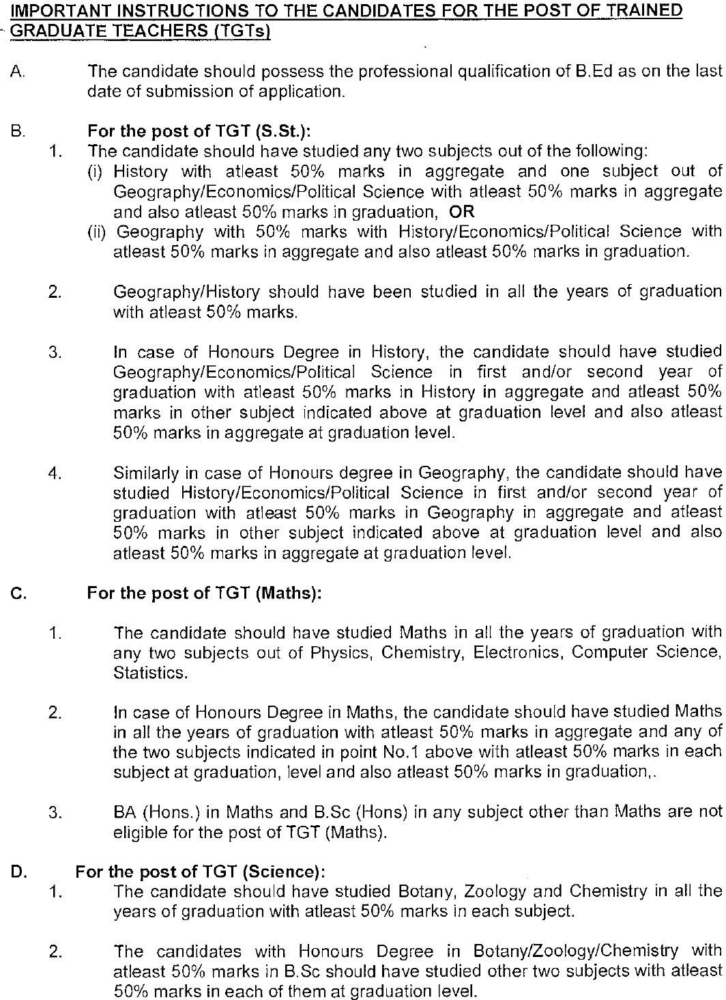 IMPORTANT INSTRUCTIONS TO THE CANDIDATES FOR THE POST OF TRAINED
GRADUATE TEACHERS (TGTs)
A. The candidate should possess the professional qualification of B.Ed as on the last
date of submission of application.
B. For the post of TGT (S.St.):
1. The candidate should have studied any two subjects out of the following:
(i) History with atleast 50% marks in aggregate and one subject out of
Geography/Economics/Political Science with atleast 50% marks in aggregate
and also atleast 50% marks in graduation, OR
(ii) Geography with 50% marks with History/Economics/Political Science with
atleast 50% marks in aggregate and also atleast 50% marks in graduation.
2. Geography/History should have been studied in all the years of graduation
with atleast 50% marks.
3. In case of Honours Degree in History, the candidate should have studied
Geography/Economics/Political Science in first and/or second year of
graduation with atleast 50% marks in History in aggregate and atleast 50%
marks in other subject indicated above at graduation level and also atleast
50% marks in aggregate at graduation level.
4. Similarly in case of Honours degree in Geography, the candidate should have
studied History/Economics/Political Science in first and/or second year of
graduation with atleast 50% marks in Geography in aggregate and atleast
50% marks in other subject indicated above at graduation level and also
atleast 50% marks in aggregate at graduation level.
C. For the post of TGT (Maths):
1. The candidate should have studied Maths in all the years of graduation with
any two subjects out of Physics, Chemistry, Electronics, Computer Science,
Statistics.
2. In case of Honours Degree in Maths, the candidate should have studied Maths
in all the years of graduation with atleast 50% marks in aggregate and any of
the two subjects indicated in point No.1 above with atleast 50% marks in each
subject at graduation, level and also atleast 50% marks in graduation,.
3. BA (Hons.) in Maths and B.Sc (Hons) in any subject other than Maths are not
eligible for the post of TGT (Maths).
D. For the post of TGT (Science):
1. The candidate should have studied Botany, Zoology and Chemistry in all the
years of graduation with atleast 50% marks in each subject.
2. The candidates with Honours Degree in Botany/Zoology/Chemistry with
atleast 50% marks in B.Sc should have studied other two subjects with atleast
50% marks in each of them at graduation level.